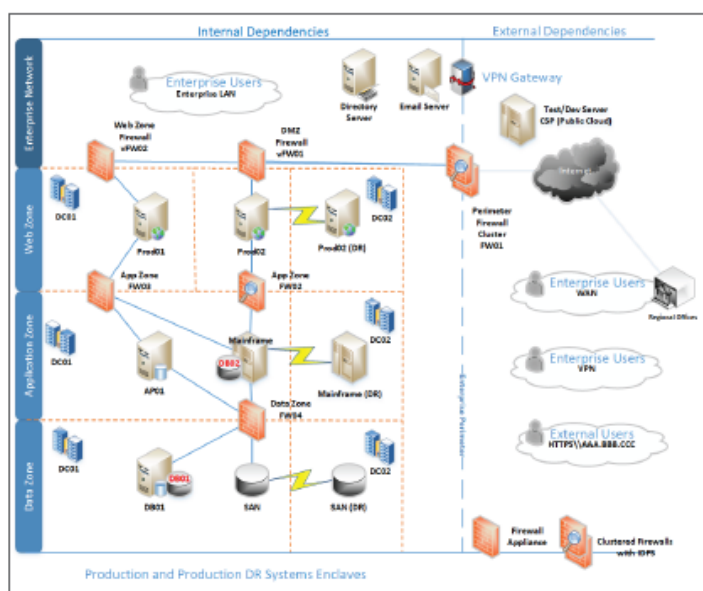 Internal Dependencies
External Dependencies
Enterprise Network
Enterprise Users
Enterprise LAN
Directory
Server
Email Server
VPN Gateway
Test/Dev Server
CSP (Public Cloud)
Web Zone
Firewall
vFW02
DMZ
Firewall
vFW01
Internet
Perimeter
Firewall
Cluster
FW01
Web Zone
DC01
Prod01
Prod02
Prod02 (DR)
DC02
App Zone
FW03
App Zone
FW02
Enterprise Users
WAN
Regional Offices
Application Zone
DC01
AP01
Mainframe
DB02
Mainframe (DR)
DC02
Enterprise Users
VPN
Data Zone
FW04
Enterprise Perimeter
External Users
HTTPS\\AAA.BBB.CCC
Data Zone
DC01
DB01
DB01
SAN
SAN (DR)
DC02
Firewall
Appliance
Clustered Firewalls
with IDPS
Production and Production DR Systems Enclaves